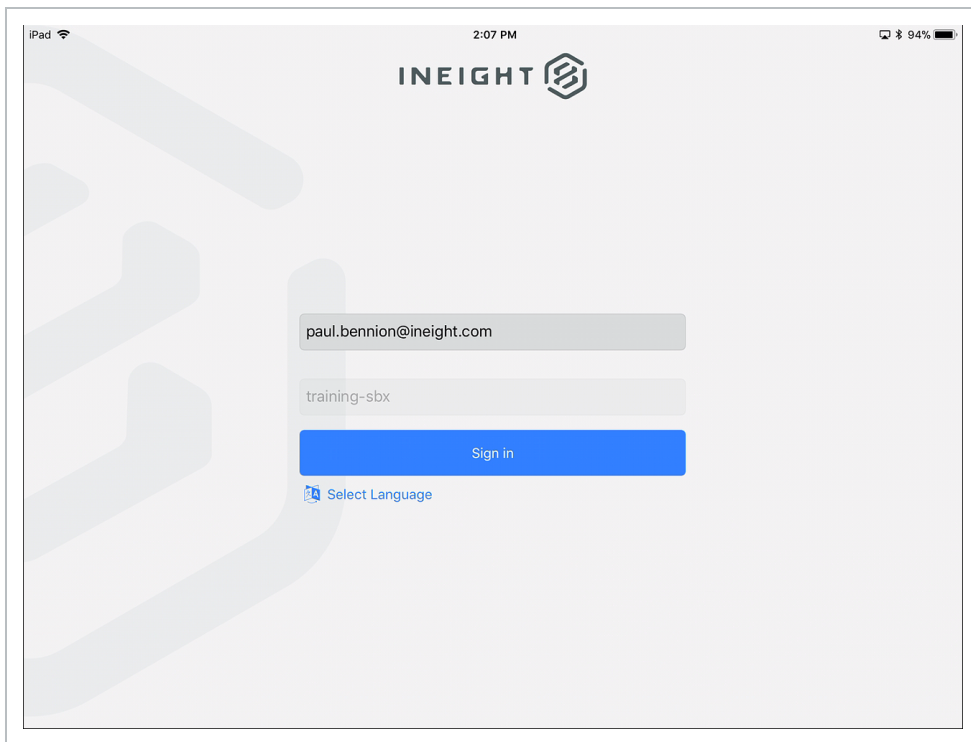 iPad 2:07 PM 94%
INEIGHT
paul.bennion@ineight.com
training-sbx
Sign in
Select Language